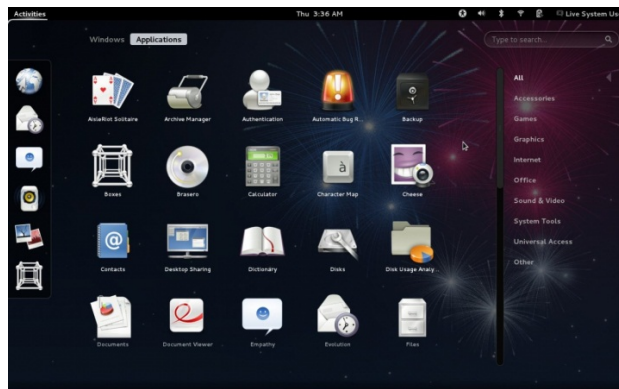 Activities
Thu 3:36 AM
Live System Us
Windows Applications
Type to search...
AisleRiot Solitaire Archive Manager Authentication Automatic Bug R... Backup
Boxes Brasero Calculator Character Map Cheese
Contacts Desktop Sharing Dictionary Disks Disk Usage Analy...
Documents Document Viewer Empathy Evolution Files
All
Accessories
Games
Graphics
Internet
Office
Sound & Video
System Tools
Universal Access
Other